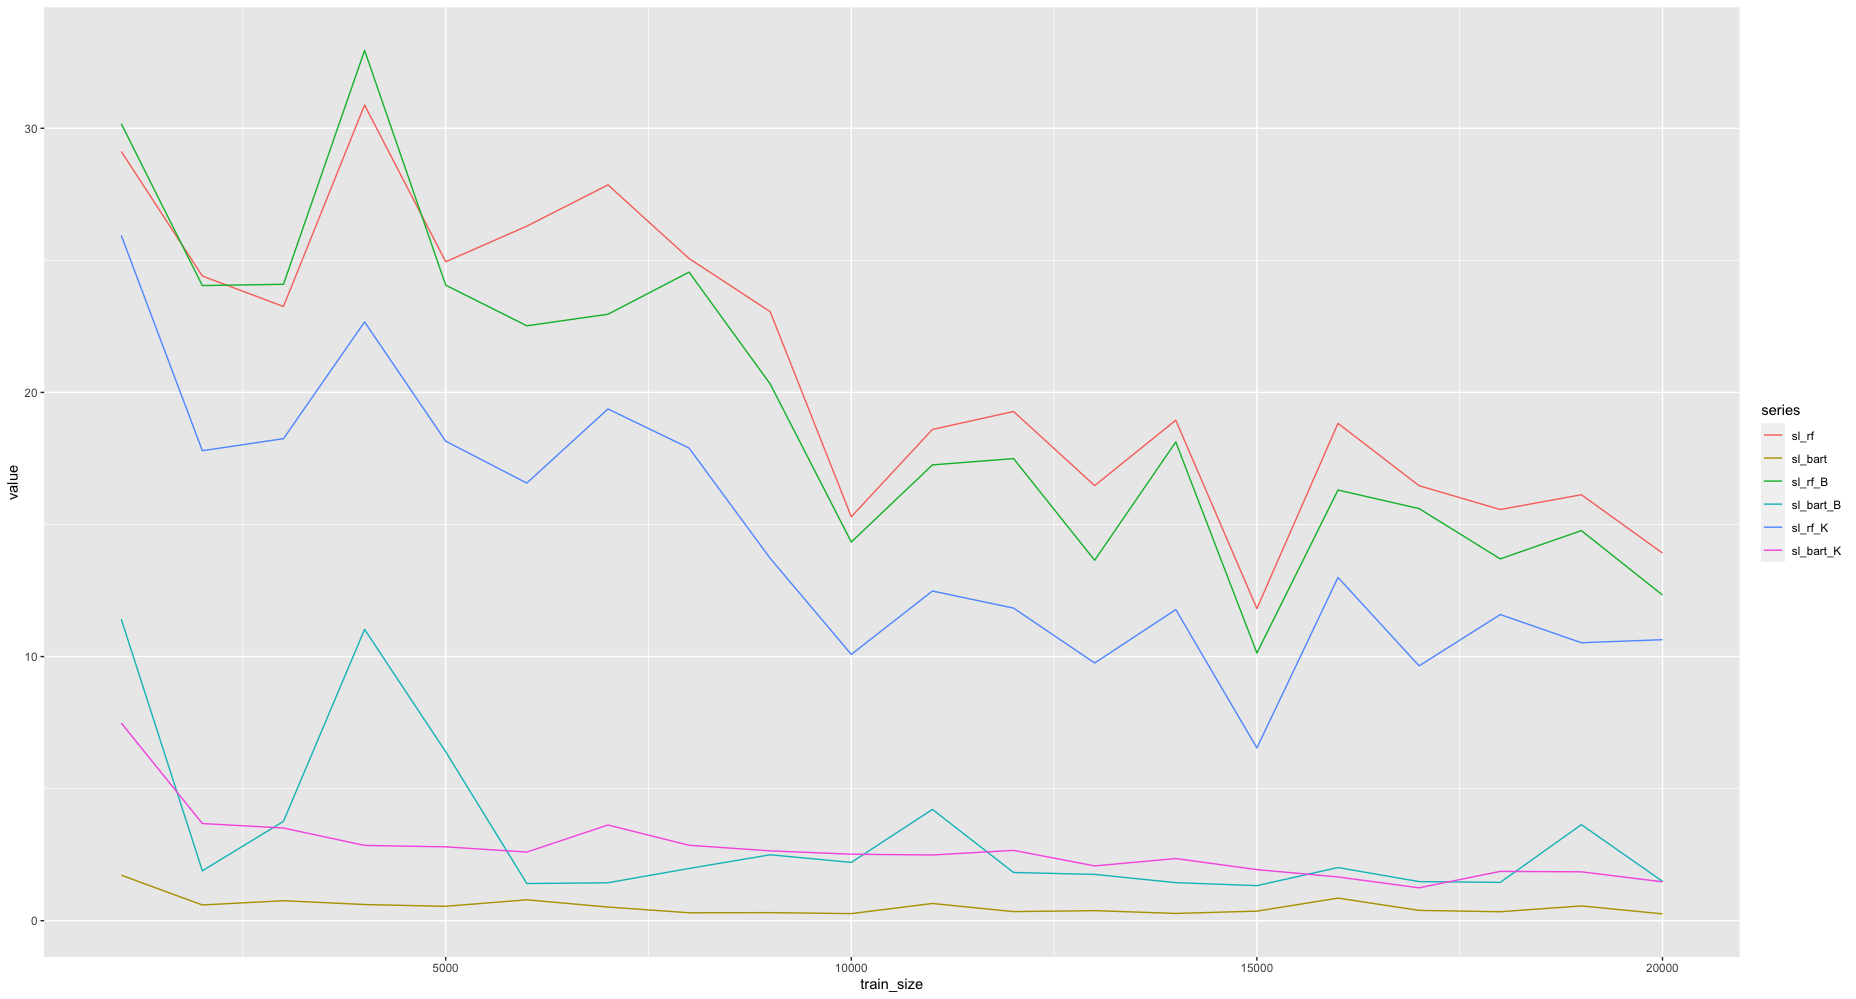 value
30
20
10
0
5000
10000
15000
20000
train_size
series
sl_rf
sl_bart
sl_rf_B
sl_bart_B
sl_rf_K
sl_bart_K